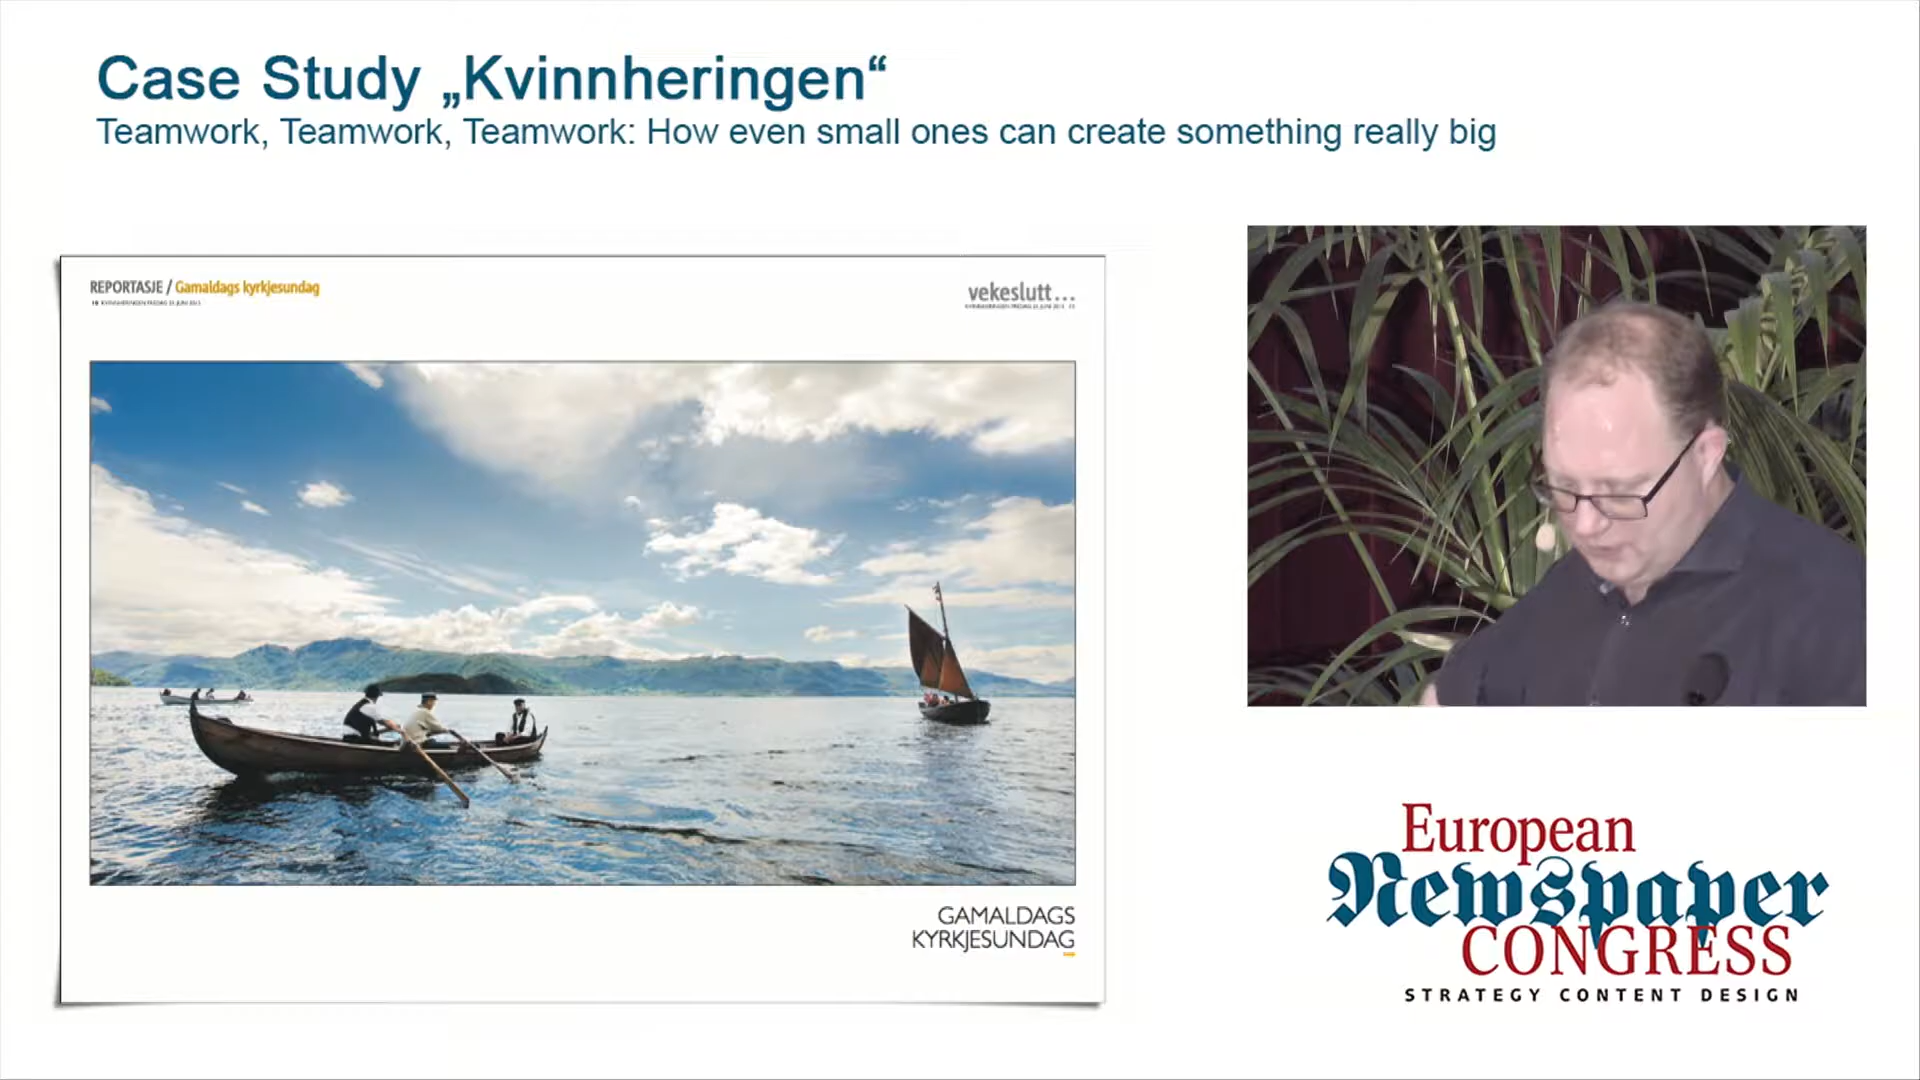 Case Study „Kvinnheringen“
Teamwork, Teamwork, Teamwork: How even small ones can create something really big
REPORTASJE / Gamaldags kyrkjesundag
vekeslutt...
GAMALDAGS
KYRKJESUNDAG
European
Newspaper
CONGRESS
STRATEGY CONTENT DESIGN